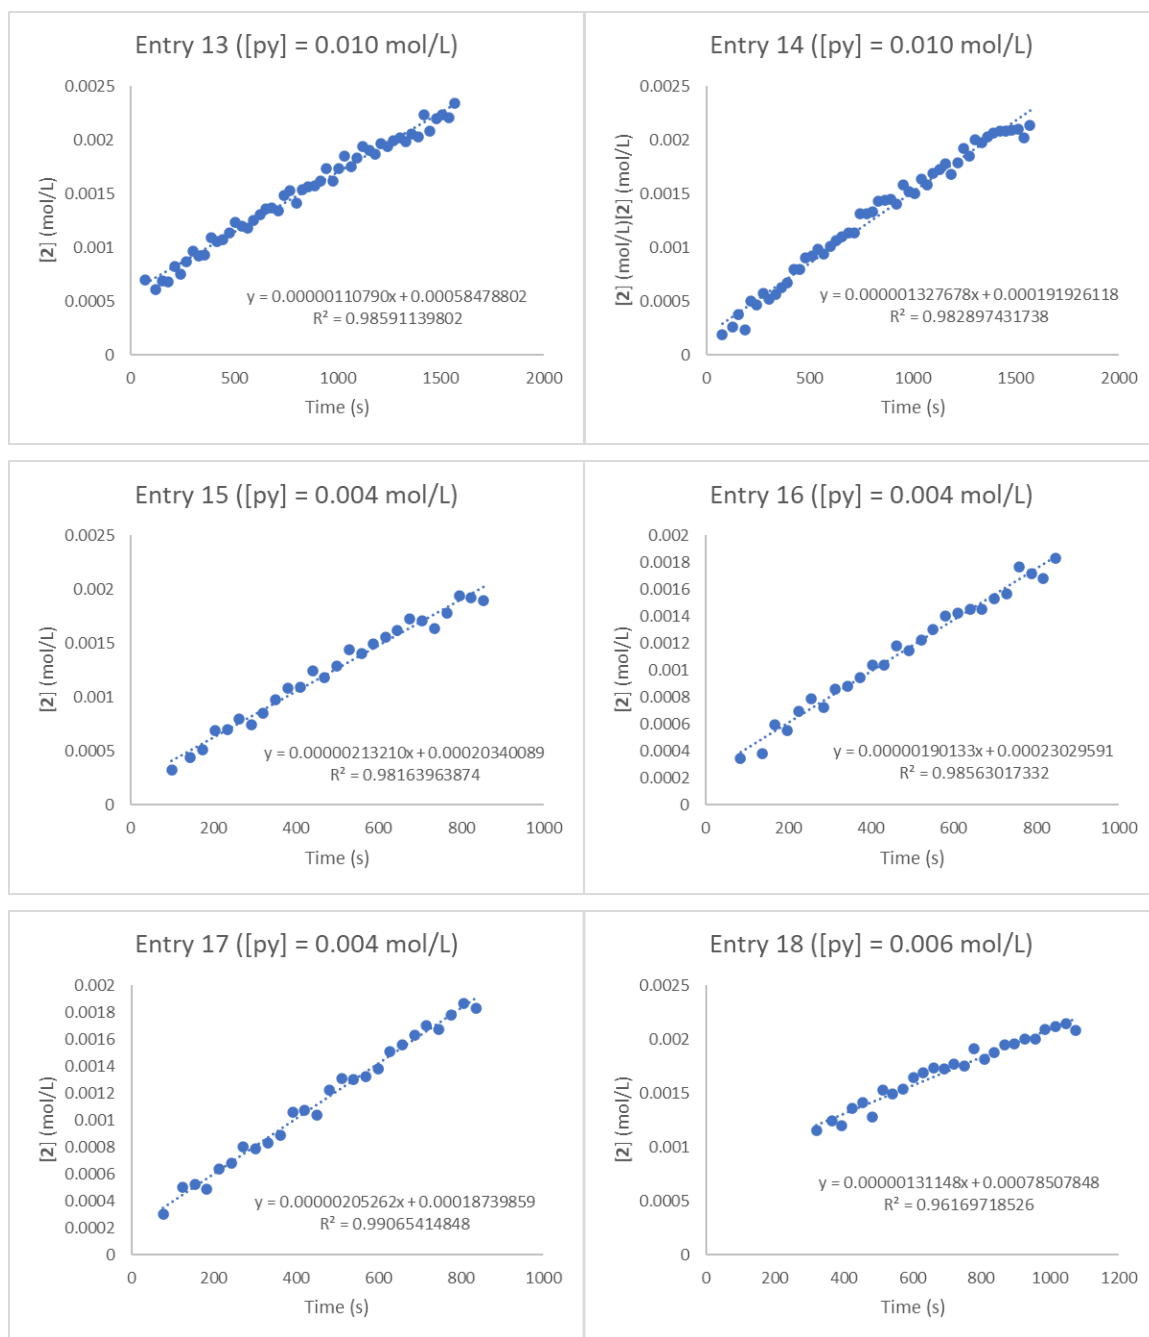 Entry 13 ([py] = 0.010 mol/L)
[2] (mol/L)
0.0025
0.002
0.0015
0.001
0.0005
0
y = 0.00000110790x + 0.00058478802
R² = 0.98591139802
0 500 1000 1500 2000
Time (s)
Entry 14 ([py] = 0.010 mol/L)
[2] (mol/L)[2] (mol/L)
0.0025
0.002
0.0015
0.001
0.0005
0
y = 0.000001327678x + 0.000191926118
R² = 0.982897431738
0 500 1000 1500 2000
Time (s)
Entry 15 ([py] = 0.004 mol/L)
[2] (mol/L)
0.0025
0.002
0.0015
0.001
0.0005
0
y = 0.00000213210x + 0.00020340089
R² = 0.98163963874
0 200 400 600 800 1000
Time (s)
Entry 16 ([py] = 0.004 mol/L)
[2] (mol/L)
0.002
0.0018
0.0016
0.0014
0.0012
0.001
0.0008
0.0006
0.0004
0.0002
0
y = 0.00000190133x + 0.00023029591
R² = 0.98563017332
0 200 400 600 800 1000
Time (s)
Entry 17 ([py] = 0.004 mol/L)
[2] (mol/L)
0.002
0.0018
0.0016
0.0014
0.0012
0.001
0.0008
0.0006
0.0004
0.0002
0
y = 0.00000205262x + 0.00018739859
R² = 0.99065414848
0 200 400 600 800 1000
Time (s)
Entry 18 ([py] = 0.006 mol/L)
[2] (mol/L)
0.0025
0.002
0.0015
0.001
0.0005
0
y = 0.00000131148x + 0.00078507848
R² = 0.96169718526
0 200 400 600 800 1000 1200
Time (s)